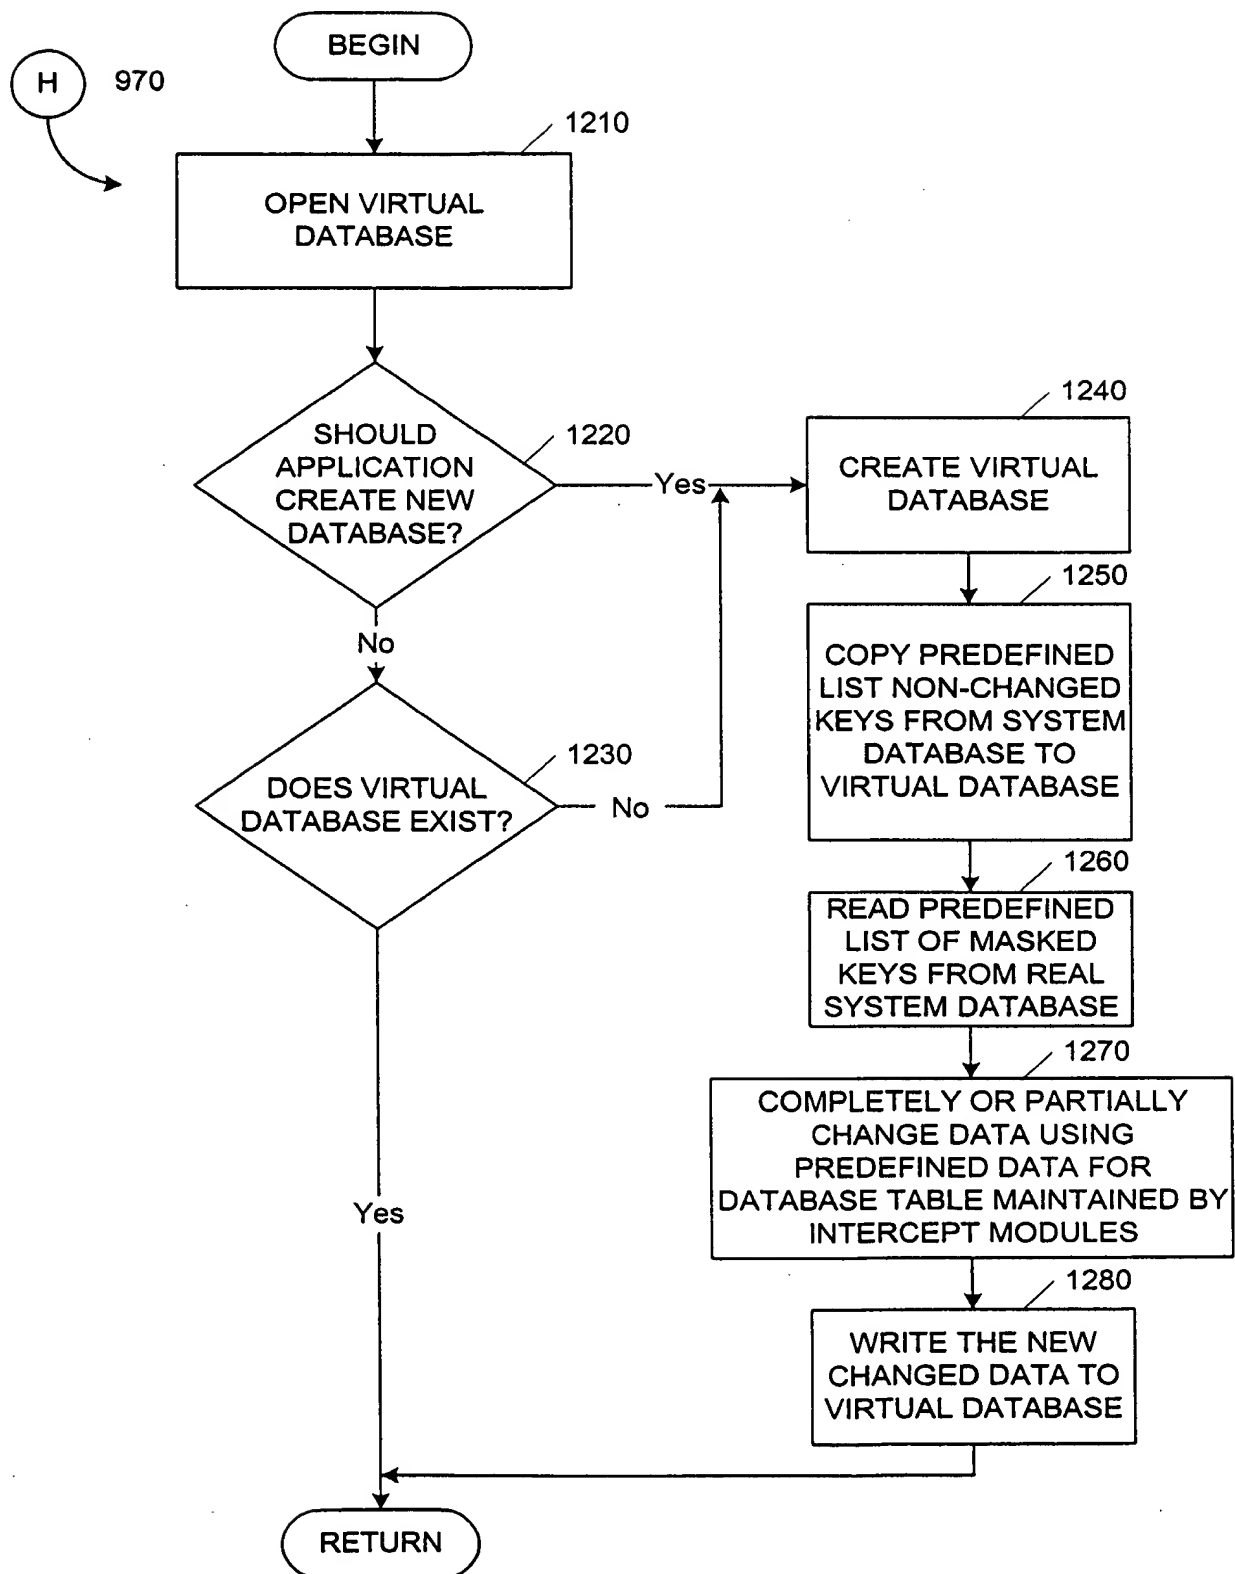 BEGIN
H
970
1210
OPEN VIRTUAL
DATABASE
SHOULD
APPLICATION
CREATE NEW
DATABASE?
1220
Yes
1240
CREATE VIRTUAL
DATABASE
No
1250
COPY PREDEFINED
LIST NON-CHANGED
KEYS FROM SYSTEM
DATABASE TO
VIRTUAL DATABASE
DOES VIRTUAL
DATABASE EXIST?
1230
No
1260
READ PREDEFINED
LIST OF MASKED
KEYS FROM REAL
SYSTEM DATABASE
1270
COMPLETELY OR PARTIALLY
CHANGE DATA USING
PREDEFINED DATA FOR
DATABASE TABLE MAINTAINED BY
INTERCEPT MODULES
Yes
1280
WRITE THE NEW
CHANGED DATA TO
VIRTUAL DATABASE
RETURN